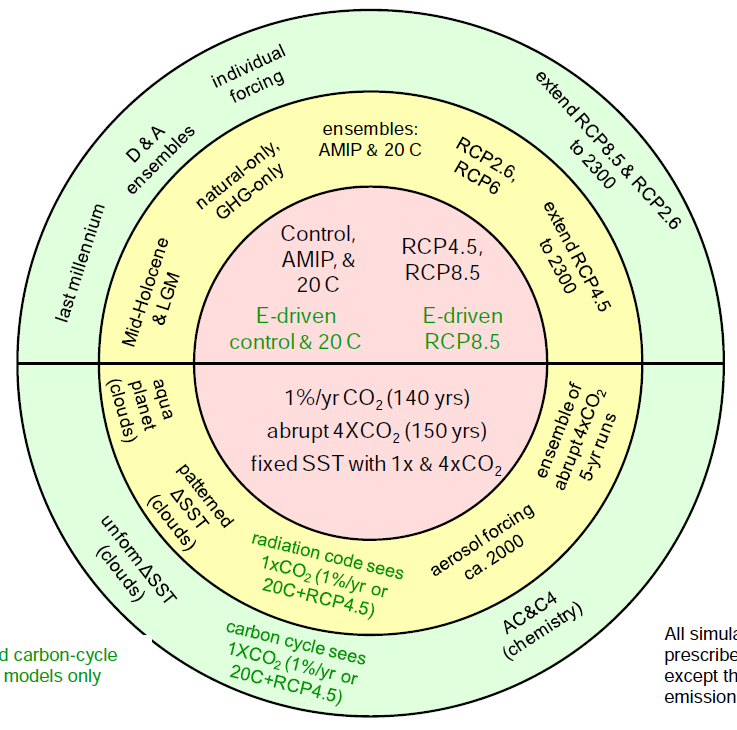 individual
forcing
D & A
ensembles
last millennium
extend RCP8.5 & RCP2.6
to 2300
ensembles:
AMIP & 20 C
natural-only,
GHG-only
Mid-Holocene
& LGM
RCP2.6,
RCP6
extend RCP4.5
to 2300
Control,
AMIP, &
20 C
RCP4.5,
RCP8.5
E-driven
control & 20 C
E-driven
RCP8.5
1%/yr CO₂ (140 yrs)
abrupt 4XCO₂ (150 yrs)
fixed SST with 1x & 4xCO₂
aqua
planet
(clouds)
patterned
ΔSST
(clouds)
unform ΔSST
(clouds)
radiation code sees
1xCO₂ (1%/yr or
20C+RCP4.5)
carbon cycle sees
1XCO₂ (1%/yr or
20C+RCP4.5)
aerosol forcing
ca. 2000
ensemble of
abrupt 4xCO₂
5-yr runs
AC&C4
(chemistry)
d carbon-cycle
models only
All simula
prescribe
except th
emission